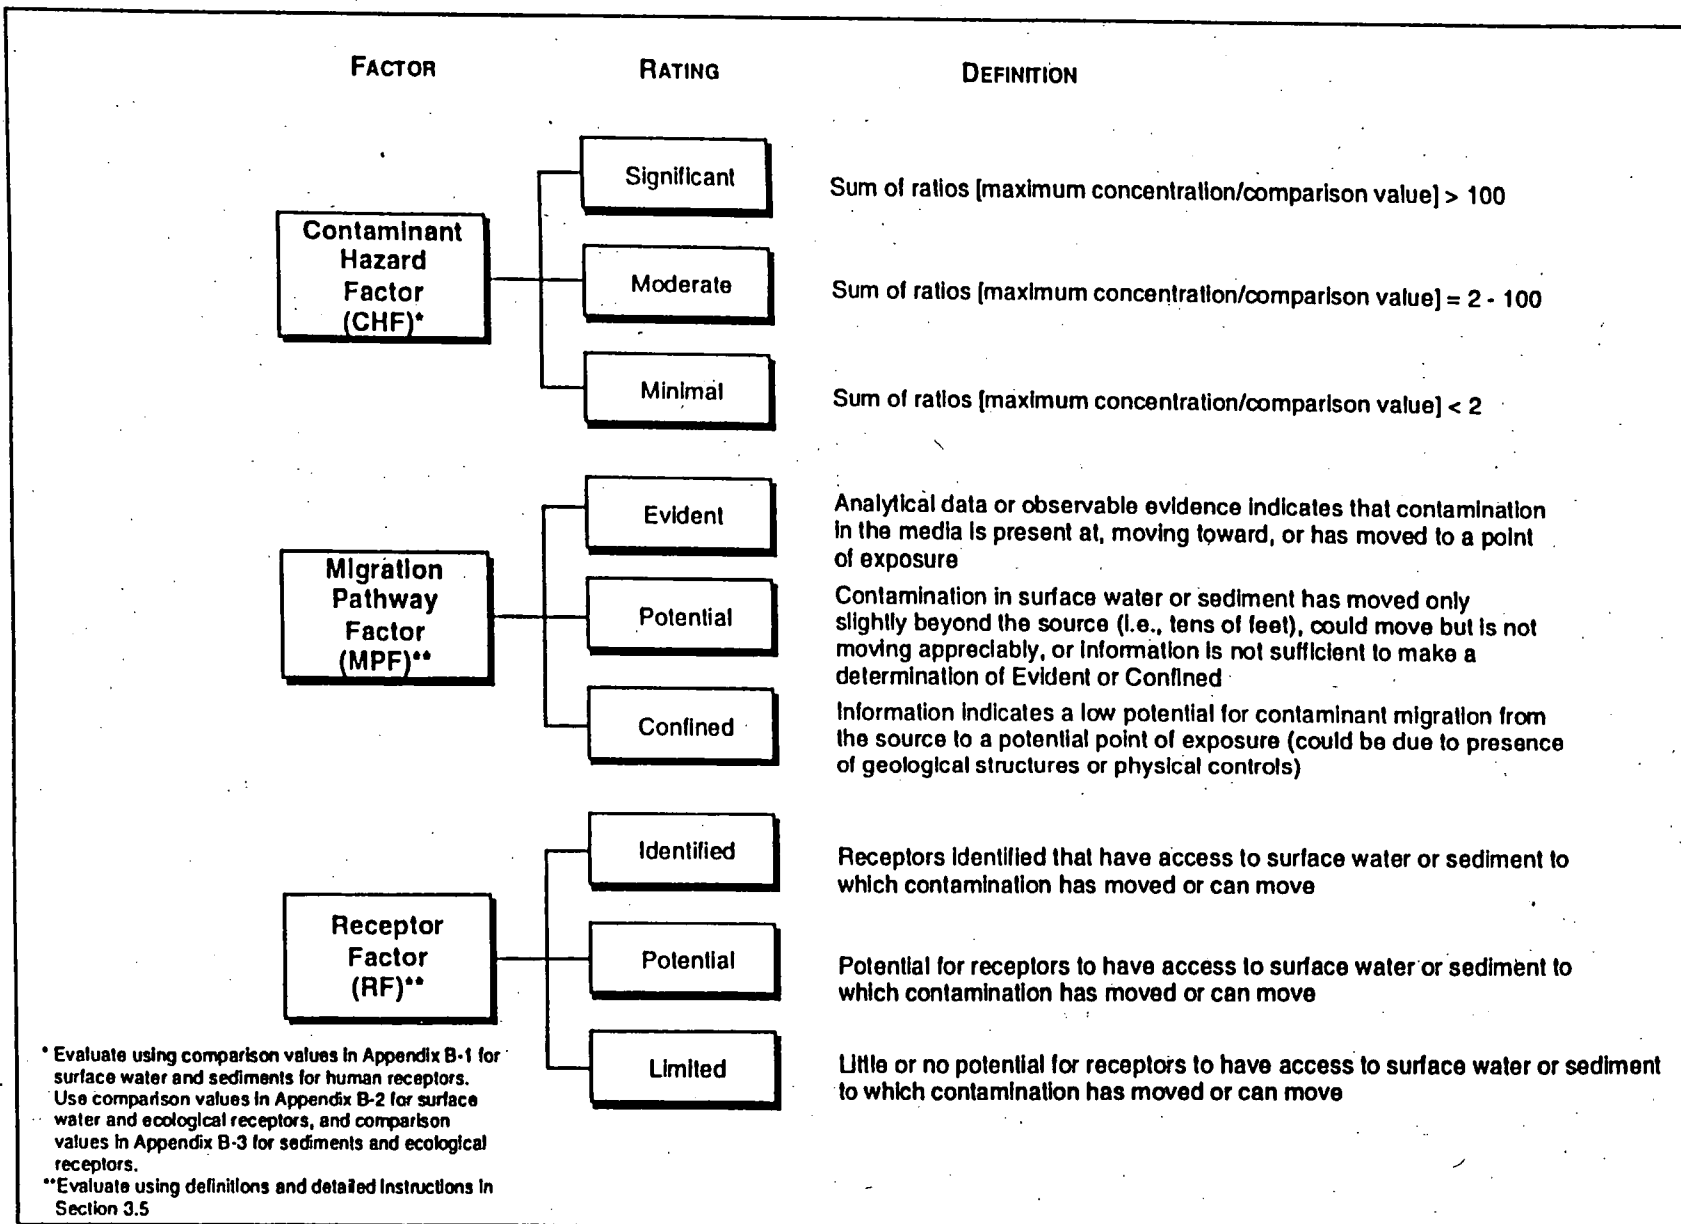 FACTOR
RATING
DEFINITION
Contaminant
Hazard
Factor
(CHF)*
Significant
Sum of ratios [maximum concentration/comparison value] > 100
Moderate
Sum of ratios [maximum concentration/comparison value] = 2 - 100
Minimal
Sum of ratios [maximum concentration/comparison value] < 2
Migration
Pathway
Factor
(MPF)**
Evident
Analytical data or observable evidence indicates that contamination
in the media is present at, moving toward, or has moved to a point
of exposure
Potential
Contamination in surface water or sediment has moved only
slightly beyond the source (i.e., tens of feet), could move but is not
moving appreciably, or information is not sufficient to make a
determination of Evident or Confined
Confined
Information indicates a low potential for contaminant migration from
the source to a potential point of exposure (could be due to presence
of geological structures or physical controls)
Receptor
Factor
(RF)**
Identified
Receptors identified that have access to surface water or sediment to
which contamination has moved or can move
Potential
Potential for receptors to have access to surface water or sediment to
which contamination has moved or can move
Limited
Little or no potential for receptors to have access to surface water or sediment
to which contamination has moved or can move
* Evaluate using comparison values in Appendix B-1 for
surface water and sediments for human receptors.
Use comparison values in Appendix B-2 for surface
water and ecological receptors, and comparison
values in Appendix B-3 for sediments and ecological
receptors.
**Evaluate using definitions and detailed instructions in
Section 3.5